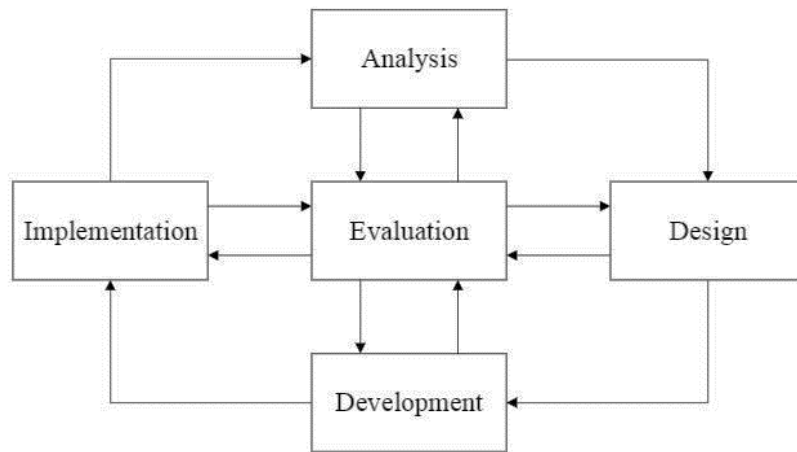 Analysis
Implementation
Evaluation
Design
Development